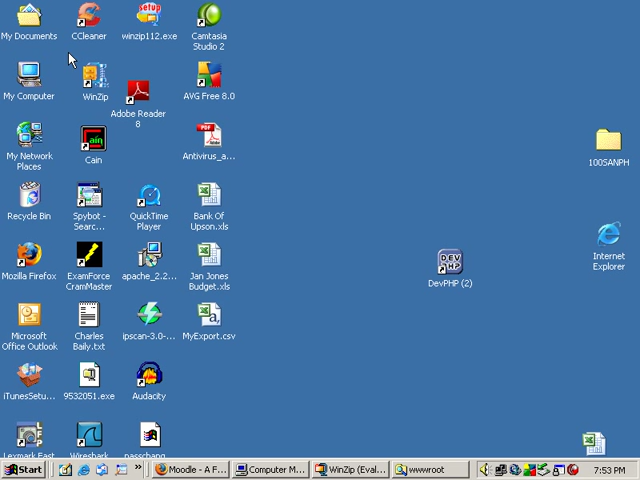 My Documents
CCleaner
winzip112.exe
Camtasia
Studio 2
My Computer
WinZip
Adobe Reader
8
AVG Free 8.0
My Network
Places
Cain
Antivirus_a...
100SANPH
Recycle Bin
Spybot -
Searc...
QuickTime
Player
Bank Of
Upson.xls
Mozilla Firefox
ExamForce
CramMaster
apache_2.2...
Jan Jones
Budget.xls
DevPHP (2)
Internet
Explorer
Microsoft
Office Outlook
Charles
Baily.txt
ipscan-3.0-...
MyExport.csv
iTunesSetu...
9532051.exe
Audacity
Lexmark Fast
Wireshark
passchang
Start
Moodle - A F...
Computer M...
WinZip (Eval...
wwwroot
7:53 PM